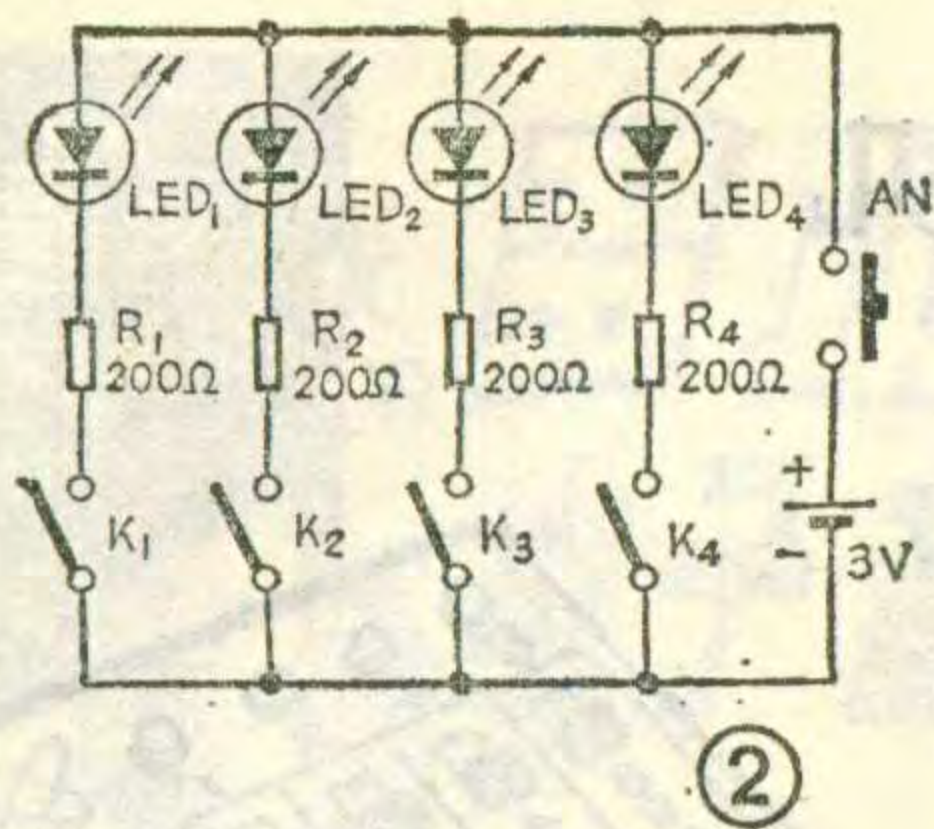 LED₁ LED₂ LED₃ LED₄ AN
R₁ R₂ R₃ R₄
200Ω 200Ω 200Ω 200Ω
+
K₁ K₂ K₃ K₄
- 3V
②